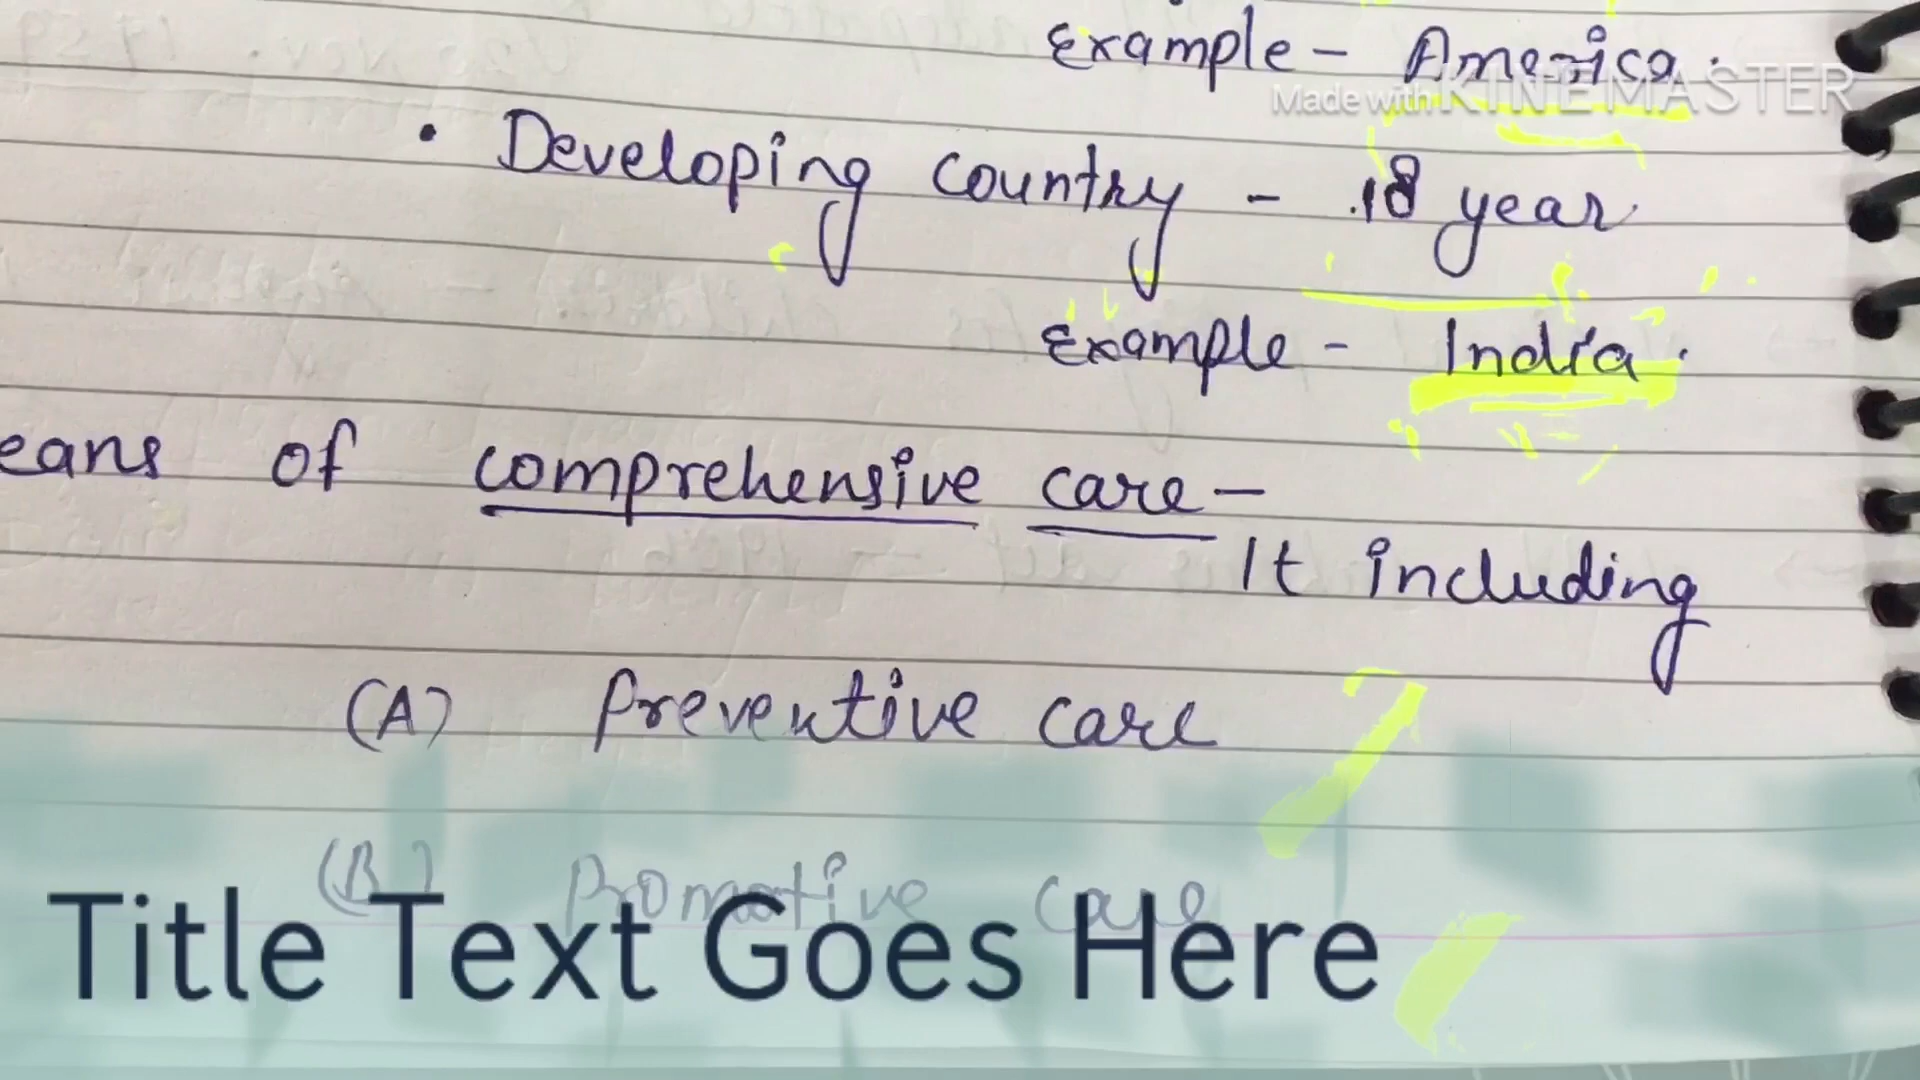 Example - America.
Made with KINEMASTER
• Developing country - 18 year.
Example - India.
eans of comprehensive care -
It including
(A) Preventive care
(B) Promotive care
Title Text Goes Here